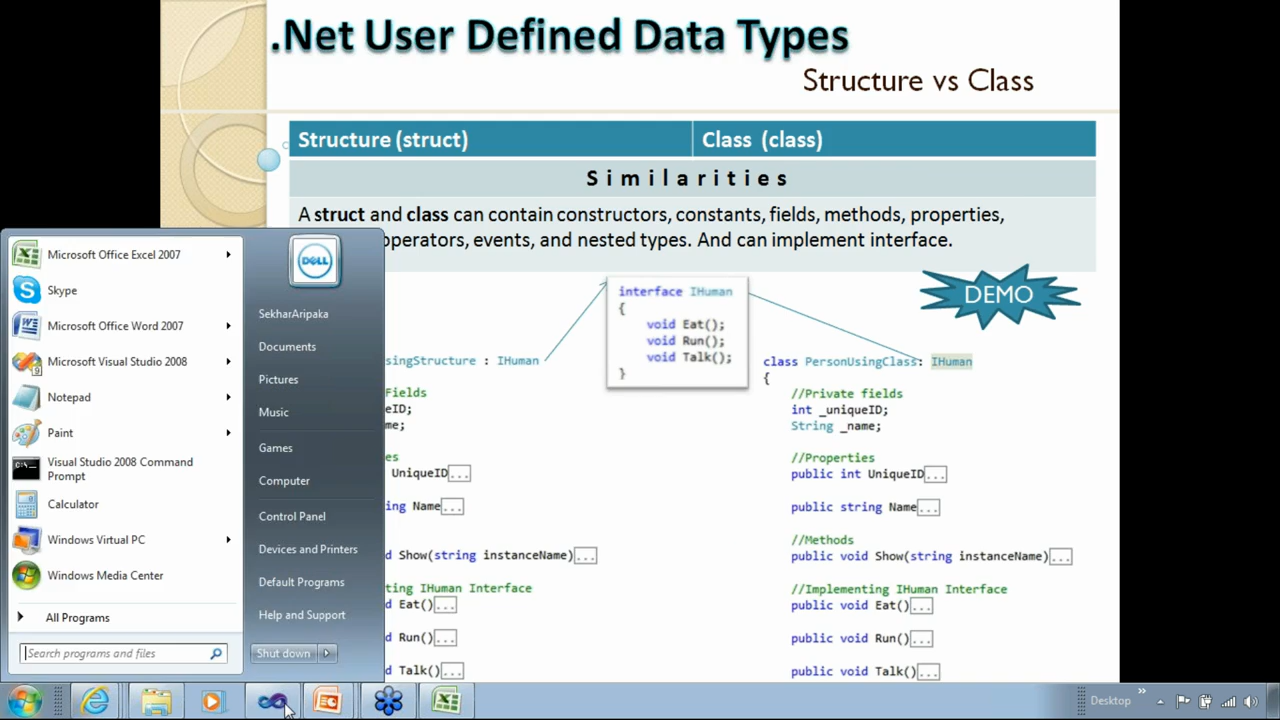 .Net User Defined Data Types
Structure vs Class
Structure (struct)
Class (class)
Similarities
A struct and class can contain constructors, constants, fields, methods, properties,
operators, events, and nested types. And can implement interface.
DEMO
interface IHuman
{
void Eat();
void Run();
void Talk();
}
ingStructure : IHuman
Fields
eID;
me;
es
UniqueID...
ing Name...
d Show(string instanceName)...
ting IHuman Interface
d Eat()...
d Run()...
d Talk()...
class PersonUsingClass: IHuman
{
//Private fields
int _uniqueID;
String _name;
//Properties
public int UniqueID...
public string Name...
//Methods
public void Show(string instanceName)...
//Implementing IHuman Interface
public void Eat()...
public void Run()...
public void Talk()...
Microsoft Office Excel 2007
Skype
Microsoft Office Word 2007
Microsoft Visual Studio 2008
Notepad
Paint
Visual Studio 2008 Command
Prompt
Calculator
Windows Virtual PC
Windows Media Center
All Programs
Search programs and files
DELL
SekharAripaka
Documents
Pictures
Music
Games
Computer
Control Panel
Devices and Printers
Default Programs
Help and Support
Shut down
Desktop